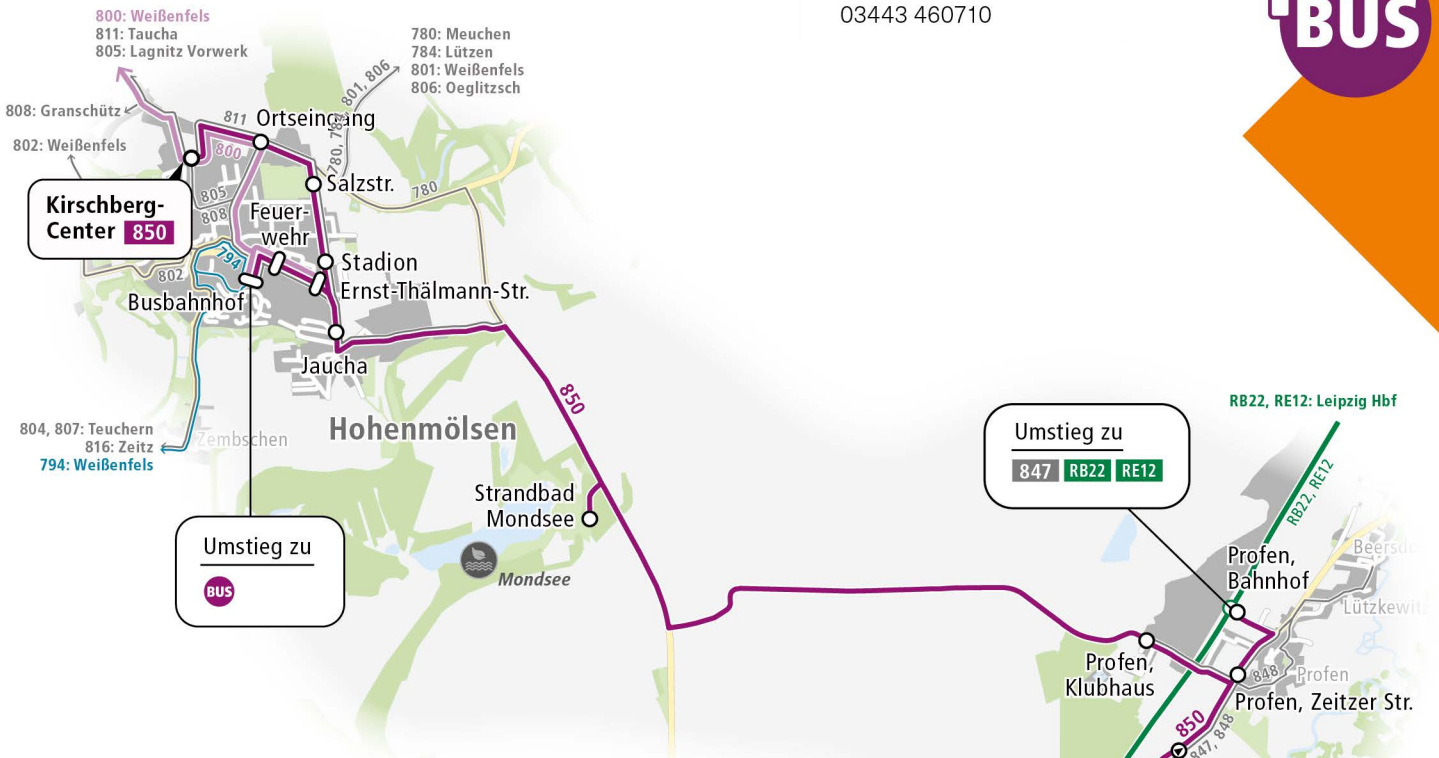 03443 460710
BUS
800: Weißenfels
811: Taucha
805: Lagnitz Vorwerk
780: Meuchen
784: Lützen
801: Weißenfels
806: Oeglitzsch
808: Granschütz
802: Weißenfels
811
Ortseingang
800
780, 784, 801, 806
Kirschberg-
Center 850
805
808
Salzstr.
780
Feuer-
wehr
794
802
Stadion
Ernst-Thälmann-Str.
Busbahnhof
Jaucha
850
Hohenmölsen
804, 807: Teuchern
816: Zeitz
794: Weißenfels
Zembschen
Strandbad
Mondsee
Mondsee
Umstieg zu
BUS
RB22, RE12: Leipzig Hbf
Umstieg zu
847 RB22 RE12
RB22, RE12
Profen,
Bahnhof
Lützkewitz
Profen,
Klubhaus
848
Profen
Profen, Zeitzer Str.
850
847, 848